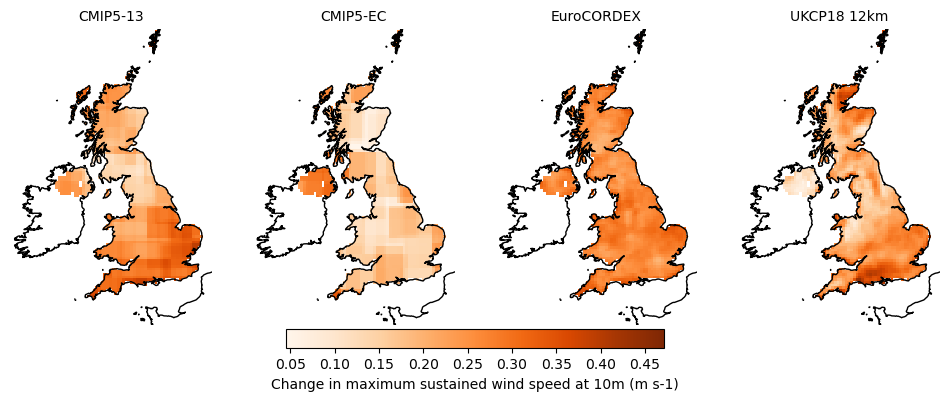 CMIP5-13 CMIP5-EC EuroCORDEX UKCP18 12km
0.05 0.10 0.15 0.20 0.25 0.30 0.35 0.40 0.45
Change in maximum sustained wind speed at 10m (m s-1)